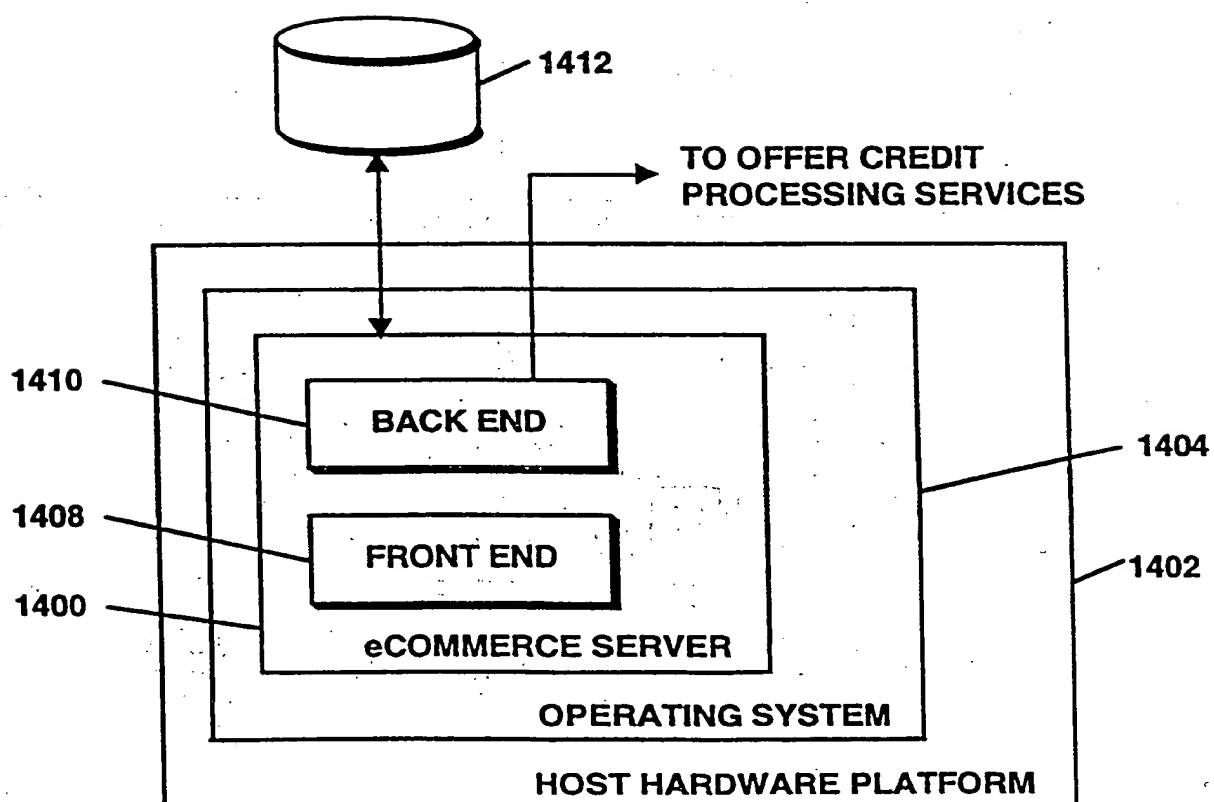 1412
TO OFFER CREDIT
PROCESSING SERVICES
1410
BACK END
1404
1408
FRONT END
1402
1400
eCOMMERCE SERVER
OPERATING SYSTEM
HOST HARDWARE PLATFORM